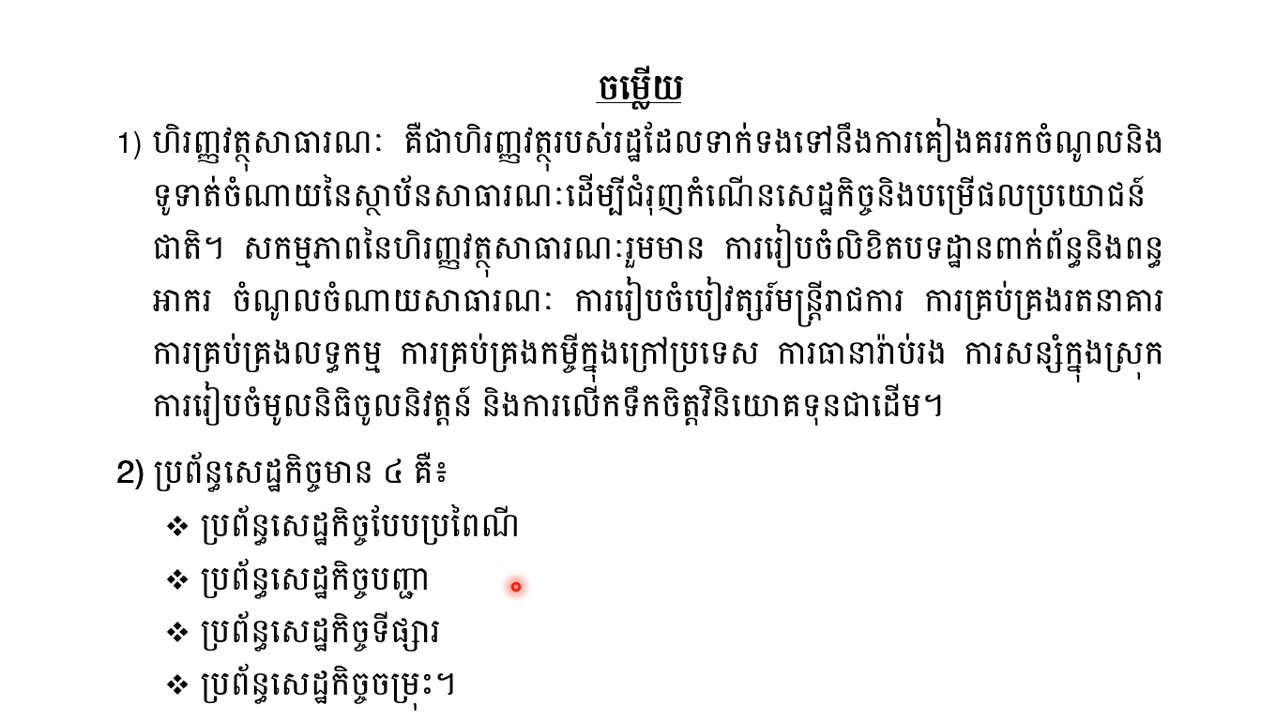 ចម្លើយ
1) ហិរញ្ញវត្ថុសាធារណៈ គឺជាហិរញ្ញវត្ថុរបស់រដ្ឋដែលទាក់ទងទៅនឹងការគៀងគររកចំណូលនិង
ទូទាត់ចំណាយនៃស្ថាប័នសាធារណៈដើម្បីជំរុញកំណើនសេដ្ឋកិច្ចនិងបម្រើផលប្រយោជន៍
ជាតិ។ សកម្មភាពនៃហិរញ្ញវត្ថុសាធារណៈរួមមាន ការរៀបចំលិខិតបទដ្ឋានពាក់ព័ន្ធនិងពន្ធ
អាករ ចំណូលចំណាយសាធារណៈ ការរៀបចំបៀវត្សរ៍មន្ត្រីរាជការ ការគ្រប់គ្រងរតនាគារ
ការគ្រប់គ្រងលទ្ធកម្ម ការគ្រប់គ្រងកម្ចីក្នុងក្រៅប្រទេស ការធានារ៉ាប់រង ការសន្សំក្នុងស្រុក
ការរៀបចំមូលនិធិចូលនិវត្តន៍ និងការលើកទឹកចិត្តវិនិយោគទុនជាដើម។
2) ប្រព័ន្ធសេដ្ឋកិច្ចមាន ៤ គឺ៖
❖ ប្រព័ន្ធសេដ្ឋកិច្ចបែបប្រពៃណី
❖ ប្រព័ន្ធសេដ្ឋកិច្ចបញ្ជា
❖ ប្រព័ន្ធសេដ្ឋកិច្ចទីផ្សារ
❖ ប្រព័ន្ធសេដ្ឋកិច្ចចម្រុះ។